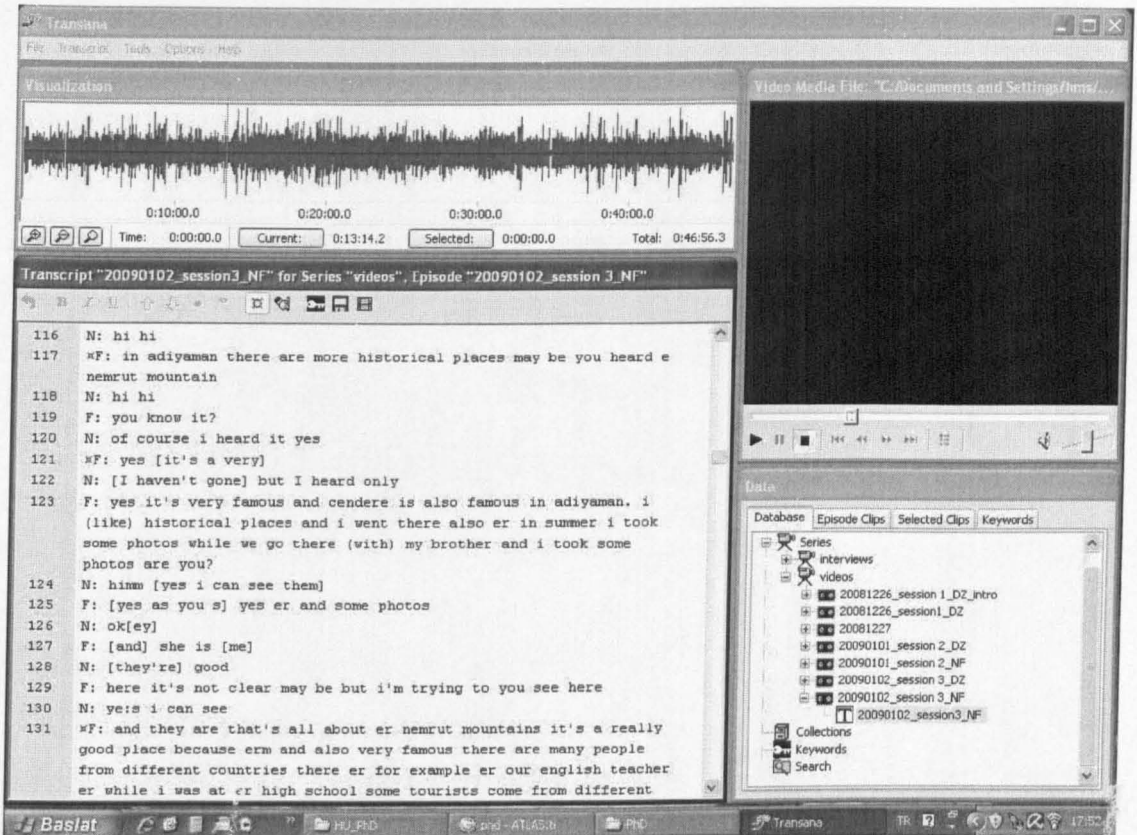 Transana
File Transcript Tools Options Help
Visualization
0:10:00.0 0:20:00.0 0:30:00.0 0:40:00.0
Time: 0:00:00.0 Current: 0:13:14.2 Selected: 0:00:00.0 Total: 0:46:56.3
Transcript "20090102_session3_NF" for Series "videos", Episode "20090102_session 3_NF"
116 N: hi hi
117 ¤F: in adiyaman there are more historical places may be you heard e
nemrut mountain
118 N: hi hi
119 F: you know it?
120 N: of course i heard it yes
121 ¤F: yes [it's a very]
122 N: [I haven't gone] but I heard only
123 F: yes it's very famous and cendere is also famous in adiyaman. i
(like) historical places and i went there also er in summer i took
some photos while we go there (with) my brother and i took some
photos are you?
124 N: himm [yes i can see them]
125 F: [yes as you s] yes er and some photos
126 N: ok[ey]
127 F: [and] she is [me]
128 N: [they're] good
129 F: here it's not clear may be but i'm trying to you see here
130 N: ye:s i can see
131 ¤F: and they are that's all about er nemrut mountains it's a really
good place because erm and also very famous there are many people
from different countries there er for example er our english teacher
er while i was at er high school some tourists come from different
Video Media File: "C:/Documents and Settings/hms/...
Data
Database Episode Clips Selected Clips Keywords
Series
interviews
videos
20081226_session 1_DZ_intro
20081226_session1_DZ
20081227
20090101_session 2_DZ
20090101_session 2_NF
20090102_session 3_DZ
20090102_session 3_NF
20090102_session3_NF
Collections
Keywords
Search
Baslat HU_PhD phd - ATLAS.ti PhD Transana TR 17:52